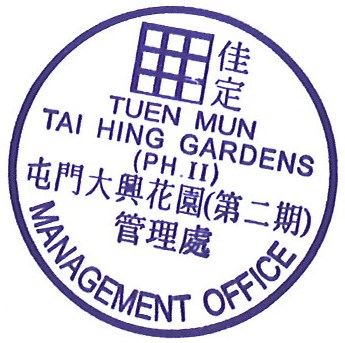 佳定
TUEN MUN
TAI HING GARDENS
(PH.II)
屯門大興花園(第二期)
管理處
MANAGEMENT OFFICE